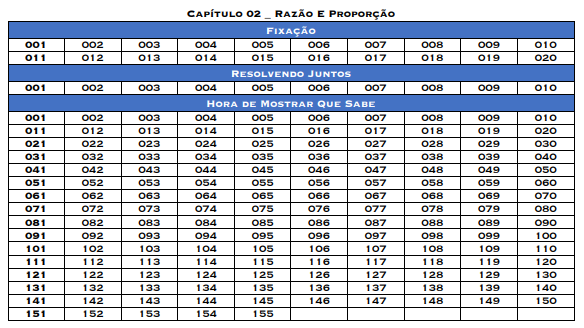 Capítulo 02 _ Razão E Proporção
Fixação
001 002 003 004 005 006 007 008 009 010
011 012 013 014 015 016 017 018 019 020
Resolvendo Juntos
001 002 003 004 005 006 007 008 009 010
Hora de Mostrar Que Sabe
001 002 003 004 005 006 007 008 009 010
011 012 013 014 015 016 017 018 019 020
021 022 023 024 025 026 027 028 029 030
031 032 033 034 035 036 037 038 039 040
041 042 043 044 045 046 047 048 049 050
051 052 053 054 055 056 057 058 059 060
061 062 063 064 065 066 067 068 069 070
071 072 073 074 075 076 077 078 079 080
081 082 083 084 085 086 087 088 089 090
091 092 093 094 095 096 097 098 099 100
101 102 103 104 105 106 107 108 109 110
111 112 113 114 115 116 117 118 119 120
121 122 123 124 125 126 127 128 129 130
131 132 133 134 135 136 137 138 139 140
141 142 143 144 145 146 147 148 149 150
151 152 153 154 155